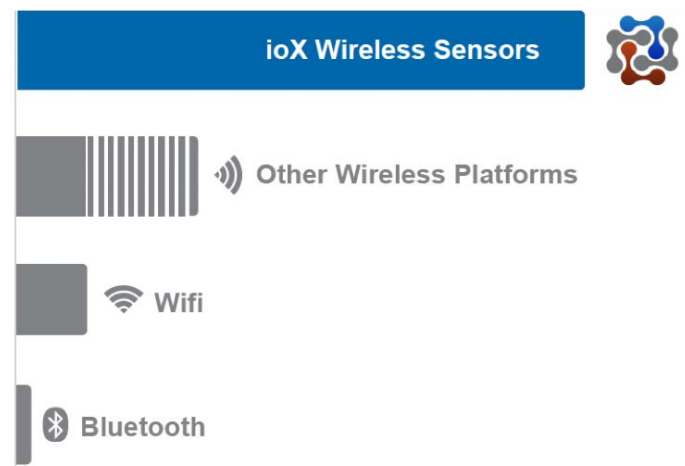 ioX Wireless Sensors
Other Wireless Platforms
Wifi
Bluetooth